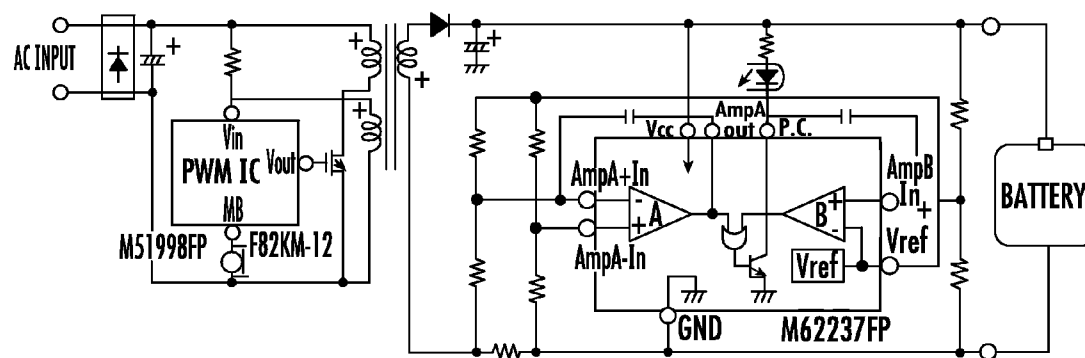 AC INPUT
+
+
+
+
+
+
Vin
PWM IC
Vout
MB
M51998FP
F82KM-12
AmpA
Vcc
out
P.C.
AmpA+In
-
A
+
AmpA-In
AmpB
In
+
+
B
-
Vref
Vref
GND
M62237FP
BATTERY